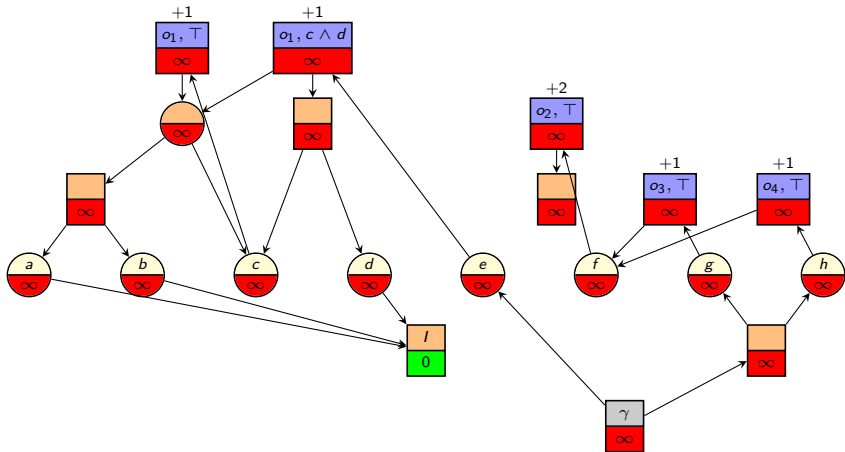 +1 +1
o₁, ⊤ o₁, c ∧ d
∞ ∞
+2
o₂, ⊤
∞ ∞ ∞
+1 +1
o₃, ⊤ o₄, ⊤
∞ ∞ ∞ ∞
a b c d e f g h
∞ ∞ ∞ ∞ ∞ ∞ ∞ ∞
I
0 ∞
γ
∞